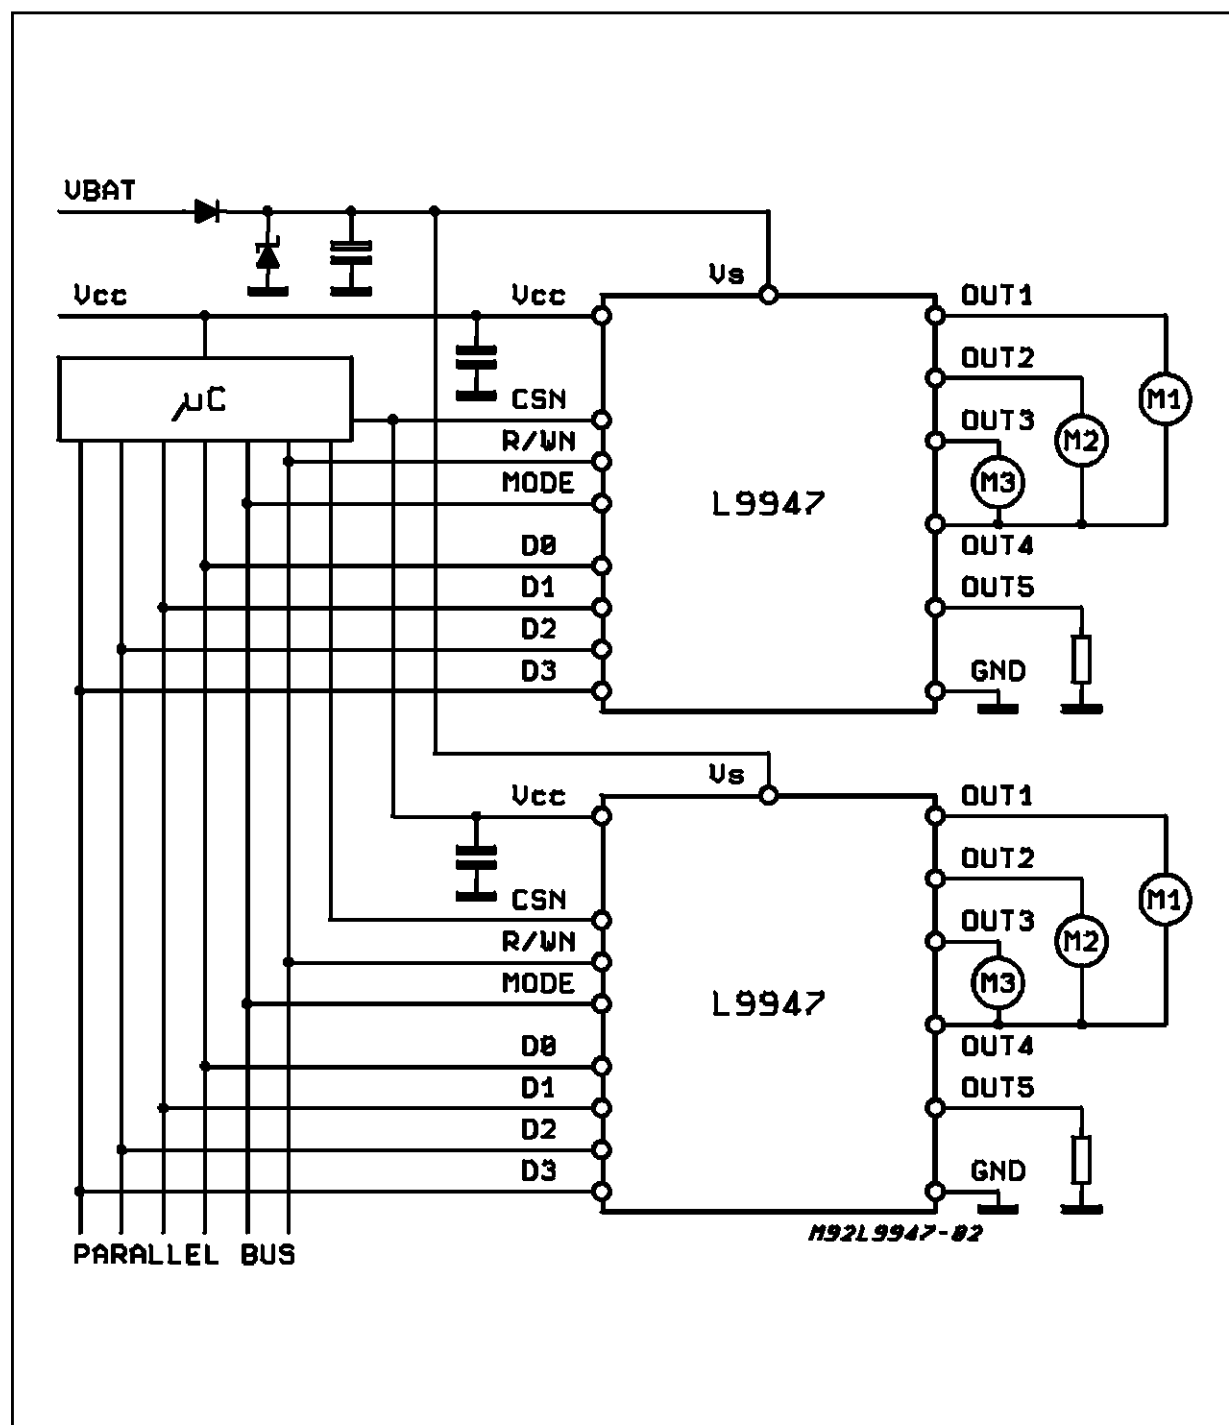 VBAT
Vs
Vcc
Vcc
OUT1
µC
OUT2
CSN
M1
OUT3
R/WN
M2
MODE
M3
L9947
D0
OUT4
D1
OUT5
D2
D3
GND
Vs
Vcc
OUT1
OUT2
CSN
M1
OUT3
R/WN
M2
MODE
M3
L9947
D0
OUT4
D1
OUT5
D2
D3
GND
M92L9947-02
PARALLEL BUS